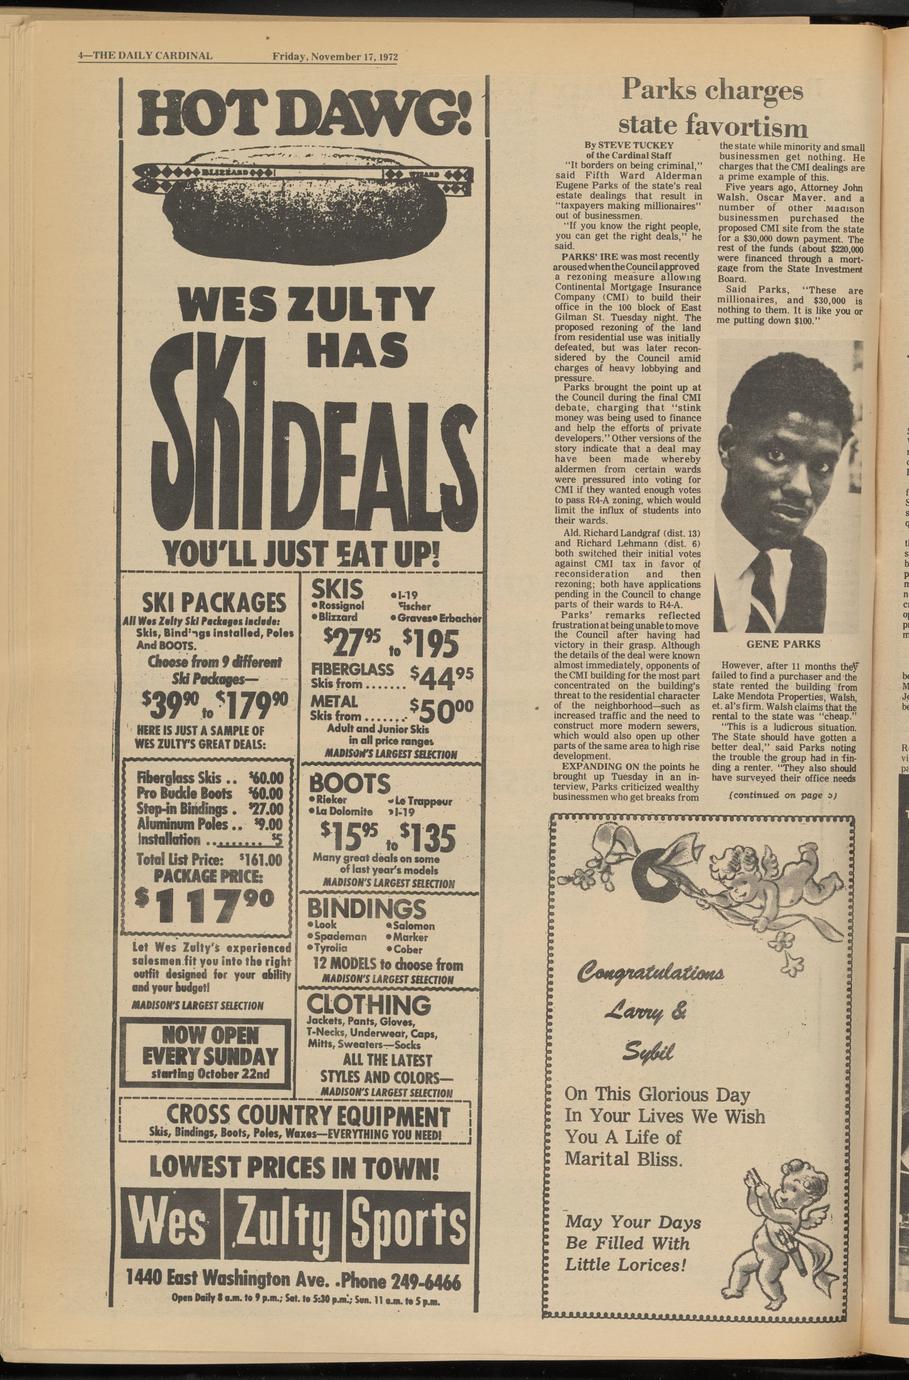 4—THE DAILY CARDINAL Friday, November 17, 1972
HOT DAWG!
BLIZZARD WIZARD
WES ZULTY
HAS
SKI DEALS
YOU'LL JUST EAT UP!
SKI PACKAGES
All Wes Zulty Ski Packages Include:
Skis, Bind'ngs installed, Poles
And BOOTS.
Choose from 9 different
Ski Packages—
$39.90 to $179.90
HERE IS JUST A SAMPLE OF
WES ZULTY'S GREAT DEALS:
Fiberglass Skis .. $60.00
Pro Buckle Boots $60.00
Step-in Bindings . $27.00
Aluminum Poles .. $9.00
Installation ........ $5
Total List Price: $161.00
PACKAGE PRICE:
$117.90
Let Wes Zulty's experienced
salesmen fit you into the right
outfit designed for your ability
and your budget!
MADISON'S LARGEST SELECTION
NOW OPEN
EVERY SUNDAY
starting October 22nd
SKIS
•Rossignol
•Blizzard
•I-19
Fischer
•Graves•Erbacher
$27.95 to $195
FIBERGLASS
Skis from ....... $44.95
METAL
Skis from ....... $50.00
Adult and Junior Skis
in all price ranges
MADISON'S LARGEST SELECTION
BOOTS
•Rieker
•La Dolomite
•Le Trappeur
•I-19
$15.95 to $135
Many great deals on some
of last year's models
MADISON'S LARGEST SELECTION
BINDINGS
•Look
•Spademan
•Tyrolia
•Salomon
•Marker
•Cober
12 MODELS to choose from
MADISON'S LARGEST SELECTION
CLOTHING
Jackets, Pants, Gloves,
T-Necks, Underwear, Caps,
Mitts, Sweaters—Socks
ALL THE LATEST
STYLES AND COLORS—
MADISON'S LARGEST SELECTION
CROSS COUNTRY EQUIPMENT
Skis, Bindings, Boots, Poles, Waxes—EVERYTHING YOU NEED!
LOWEST PRICES IN TOWN!
Wes Zulty Sports
1440 East Washington Ave. . Phone 249-6466
Open Daily 8 a.m. to 9 p.m.; Sat. to 5:30 p.m.; Sun. 11 a.m. to 5 p.m.
Parks charges
state favortism
By STEVE TUCKEY
of the Cardinal Staff
"It borders on being criminal,"
said Fifth Ward Alderman
Eugene Parks of the state's real
estate dealings that result in
"taxpayers making millionaires"
out of businessmen.
"If you know the right people,
you can get the right deals," he
said.
PARKS' IRE was most recently
aroused when the Council approved
a rezoning measure allowing
Continental Mortgage Insurance
Company (CMI) to build their
office in the 100 block of East
Gilman St. Tuesday night. The
proposed rezoning of the land
from residential use was initially
defeated, but was later recon-
sidered by the Council amid
charges of heavy lobbying and
pressure.
Parks brought the point up at
the Council during the final CMI
debate, charging that "stink
money was being used to finance
and help the efforts of private
developers." Other versions of the
story indicate that a deal may
have been made whereby
aldermen from certain wards
were pressured into voting for
CMI if they wanted enough votes
to pass R4-A zoning, which would
limit the influx of students into
their wards.
Ald. Richard Landgraf (dist. 13)
and Richard Lehmann (dist. 6)
both switched their initial votes
against CMI tax in favor of
reconsideration and then
rezoning; both have applications
pending in the Council to change
parts of their wards to R4-A.
Parks' remarks reflected
frustration at being unable to move
the Council after having had
victory in their grasp. Although
the details of the deal were known
almost immediately, opponents of
the CMI building for the most part
concentrated on the building's
threat to the residential character
of the neighborhood—such as
increased traffic and the need to
construct more modern sewers,
which would also open up other
parts of the same area to high rise
development.
EXPANDING ON the points he
brought up Tuesday in an in-
terview, Parks criticized wealthy
businessmen who get breaks from
the state while minority and small
businessmen get nothing. He
charges that the CMI dealings are
a prime example of this.
Five years ago, Attorney John
Walsh, Oscar Mayer, and a
number of other Madison
businessmen purchased the
proposed CMI site from the state
for a $30,000 down payment. The
rest of the funds (about $220,000
were financed through a mort-
gage from the State Investment
Board.
Said Parks, "These are
millionaires, and $30,000 is
nothing to them. It is like you or
me putting down $100."
GENE PARKS
However, after 11 months they
failed to find a purchaser and the
state rented the building from
Lake Mendota Properties, Walsh,
et. al's firm. Walsh claims that the
rental to the state was "cheap."
"This is a ludicrous situation.
The State should have gotten a
better deal," said Parks noting
the trouble the group had in fin-
ding a renter. "They also should
have surveyed their office needs
(continued on page 5)
Congratulations
Larry &
Sybil
On This Glorious Day
In Your Lives We Wish
You A Life of
Marital Bliss.
May Your Days
Be Filled With
Little Lorices!